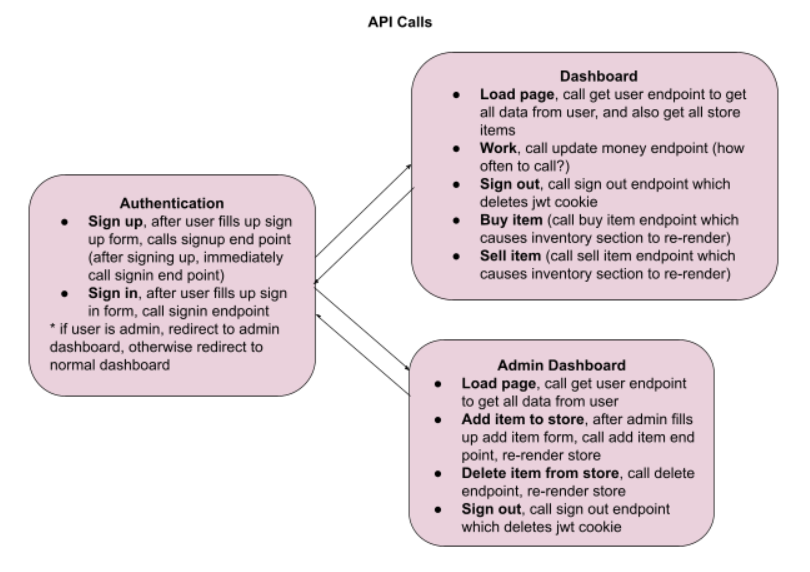 API Calls
Authentication
● Sign up, after user fills up sign
up form, calls signup end point
(after signing up, immediately
call signin end point)
● Sign in, after user fills up sign
in form, call signin endpoint
* if user is admin, redirect to admin
dashboard, otherwise redirect to
normal dashboard
Dashboard
● Load page, call get user endpoint to get
all data from user, and also get all store
items
● Work, call update money endpoint (how
often to call?)
● Sign out, call sign out endpoint which
deletes jwt cookie
● Buy item (call buy item endpoint which
causes inventory section to re-render)
● Sell item (call sell item endpoint which
causes inventory section to re-render)
Admin Dashboard
● Load page, call get user endpoint
to get all data from user
● Add item to store, after admin fills
up add item form, call add item end
point, re-render store
● Delete item from store, call delete
endpoint, re-render store
● Sign out, call sign out endpoint
which deletes jwt cookie